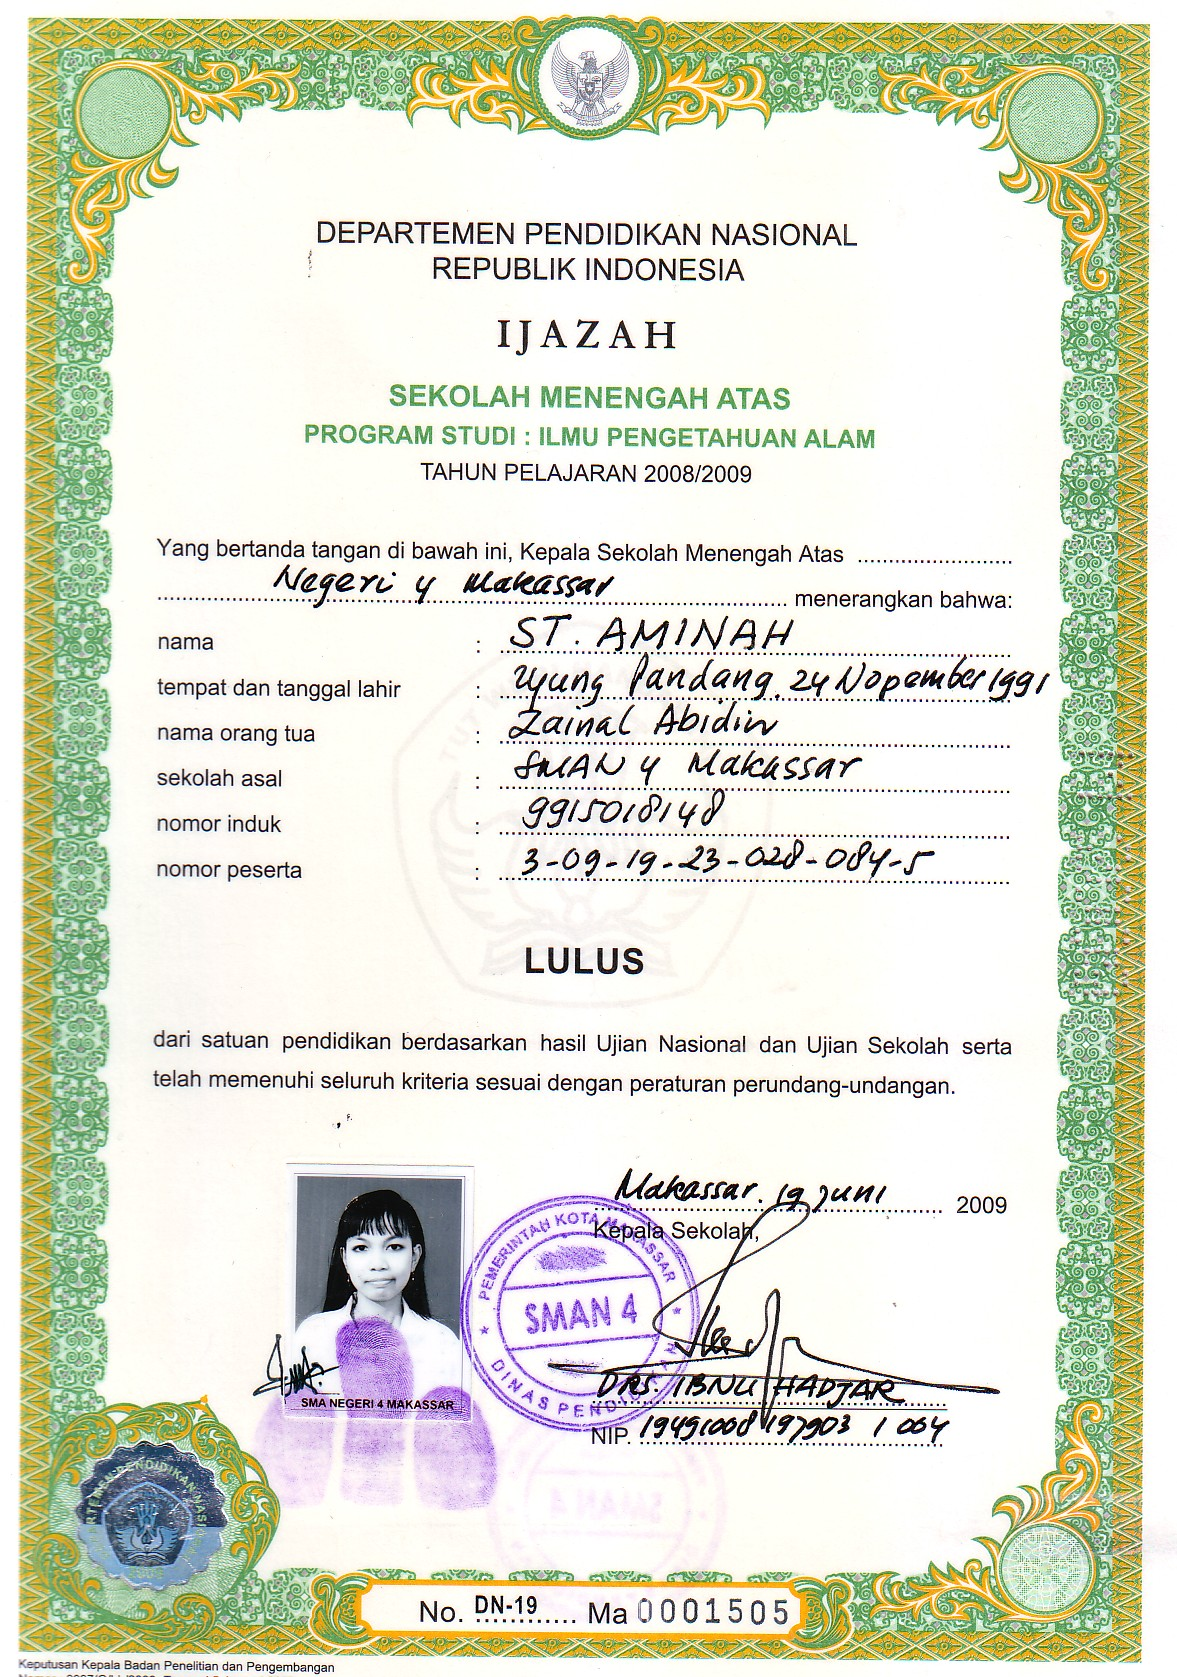 DEPARTEMEN PENDIDIKAN NASIONAL
REPUBLIK INDONESIA
IJAZAH
SEKOLAH MENENGAH ATAS
PROGRAM STUDI : ILMU PENGETAHUAN ALAM
TAHUN PELAJARAN 2008/2009
Yang bertanda tangan di bawah ini, Kepala Sekolah Menengah Atas ......................
Negeri 4 Makassar menerangkan bahwa:
nama : ST. AMINAH
tempat dan tanggal lahir : Ujung Pandang, 24 Nopember 1991
nama orang tua : Zainal Abidin
sekolah asal : SMAN 4 Makassar
nomor induk : 9915018148
nomor peserta : 3-09-19-23-028-084-5
LULUS
dari satuan pendidikan berdasarkan hasil Ujian Nasional dan Ujian Sekolah serta
telah memenuhi seluruh kriteria sesuai dengan peraturan perundang-undangan.
Makassar, 19 Juni 2009
Kepala Sekolah,
PEMERINTAH KOTA MAKASSAR
SMAN 4
DINAS PENDIDIKAN
SMA NEGERI 4 MAKASSAR
DRS. IBNU HADJAR
NIP. 19491008 197903 1 004
No. DN-19 Ma 0001505
Keputusan Kepala Badan Penelitian dan Pengembangan